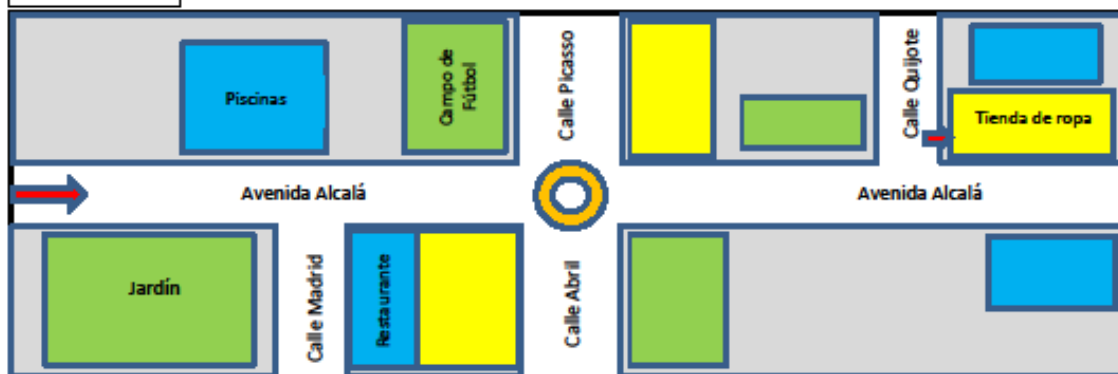 Piscinas
Campo de
Fútbol
Calle Picasso
Calle Quijote
Tienda de ropa
Avenida Alcalá
Avenida Alcalá
Jardín
Calle Madrid
Restaurante
Calle Abril